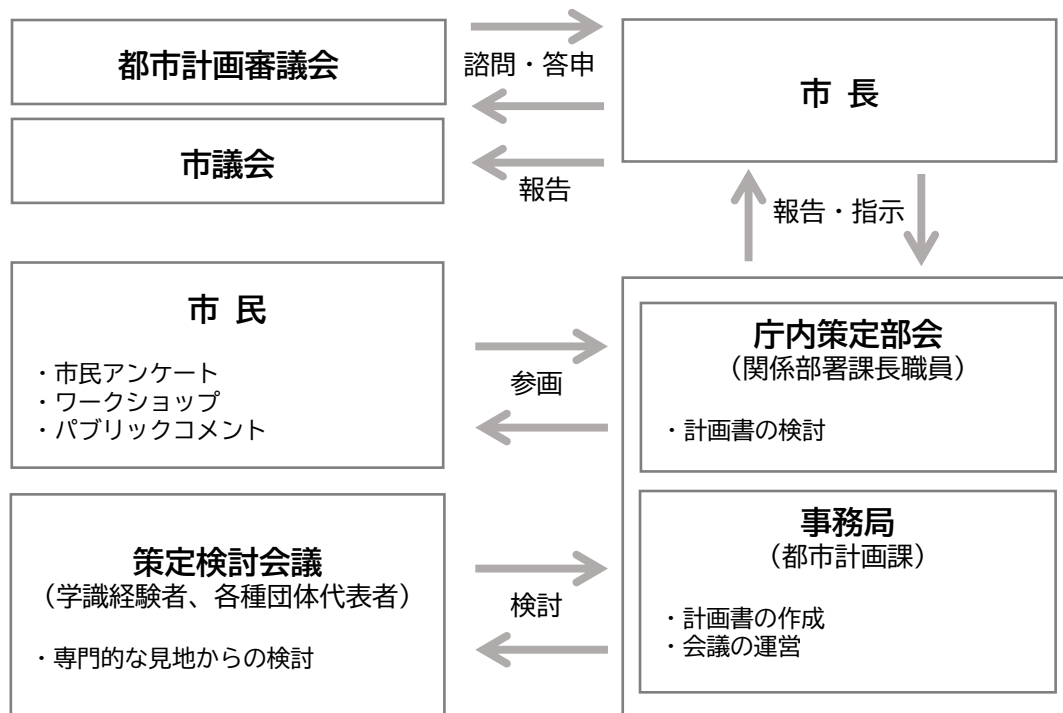 都市計画審議会
諮問・答申
市 長
市議会
報告
報告・指示
市 民
・市民アンケート
・ワークショップ
・パブリックコメント
参画
庁内策定部会
(関係部署課長職員)
・計画書の検討
策定検討会議
(学識経験者、各種団体代表者)
・専門的な見地からの検討
検討
事務局
(都市計画課)
・計画書の作成
・会議の運営